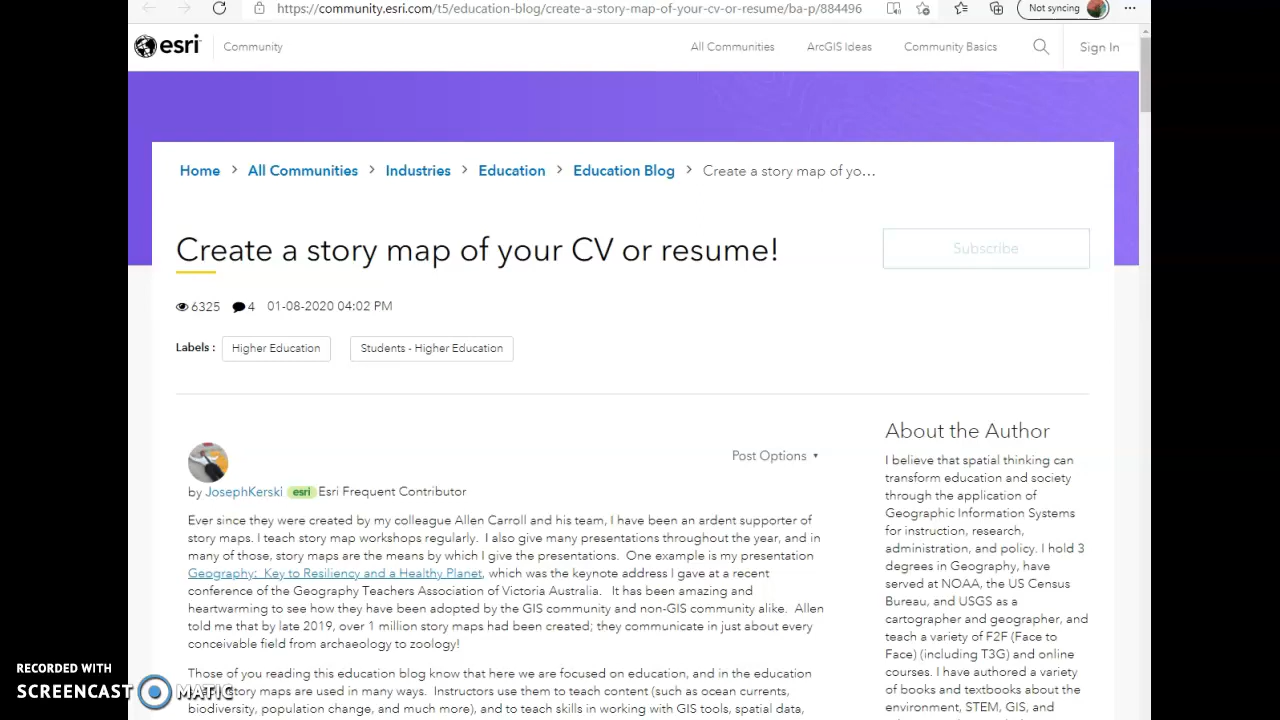 https://community.esri.com/t5/education-blog/create-a-story-map-of-your-cv-or-resume/ba-p/884496
Not syncing
esri
Community
All Communities
ArcGIS Ideas
Community Basics
Sign In
Home > All Communities > Industries > Education > Education Blog > Create a story map of yo...
Create a story map of your CV or resume!
Subscribe
6325 4 01-08-2020 04:02 PM
Labels :
Higher Education
Students - Higher Education
Post Options
by JosephKerski esri Esri Frequent Contributor
Ever since they were created by my colleague Allen Carroll and his team, I have been an ardent supporter of
story maps. I teach story map workshops regularly. I also give many presentations throughout the year, and in
many of those, story maps are the means by which I give the presentations. One example is my presentation
Geography: Key to Resiliency and a Healthy Planet, which was the keynote address I gave at a recent
conference of the Geography Teachers Association of Victoria Australia. It has been amazing and
heartwarming to see how they have been adopted by the GIS community and non-GIS community alike. Allen
told me that by late 2019, over 1 million story maps had been created; they communicate in just about every
conceivable field from archaeology to zoology!
Those of you reading this education blog know that here we are focused on education, and in the education
story maps are used in many ways. Instructors use them to teach content (such as ocean currents,
biodiversity, population change, and much more), and to teach skills in working with GIS tools, spatial data,
About the Author
I believe that spatial thinking can
transform education and society
through the application of
Geographic Information Systems
for instruction, research,
administration, and policy. I hold 3
degrees in Geography, have
served at NOAA, the US Census
Bureau, and USGS as a
cartographer and geographer, and
teach a variety of F2F (Face to
Face) (including T3G) and online
courses. I have authored a variety
of books and textbooks about the
environment, STEM, GIS, and
RECORDED WITH
SCREENCAST MATIC